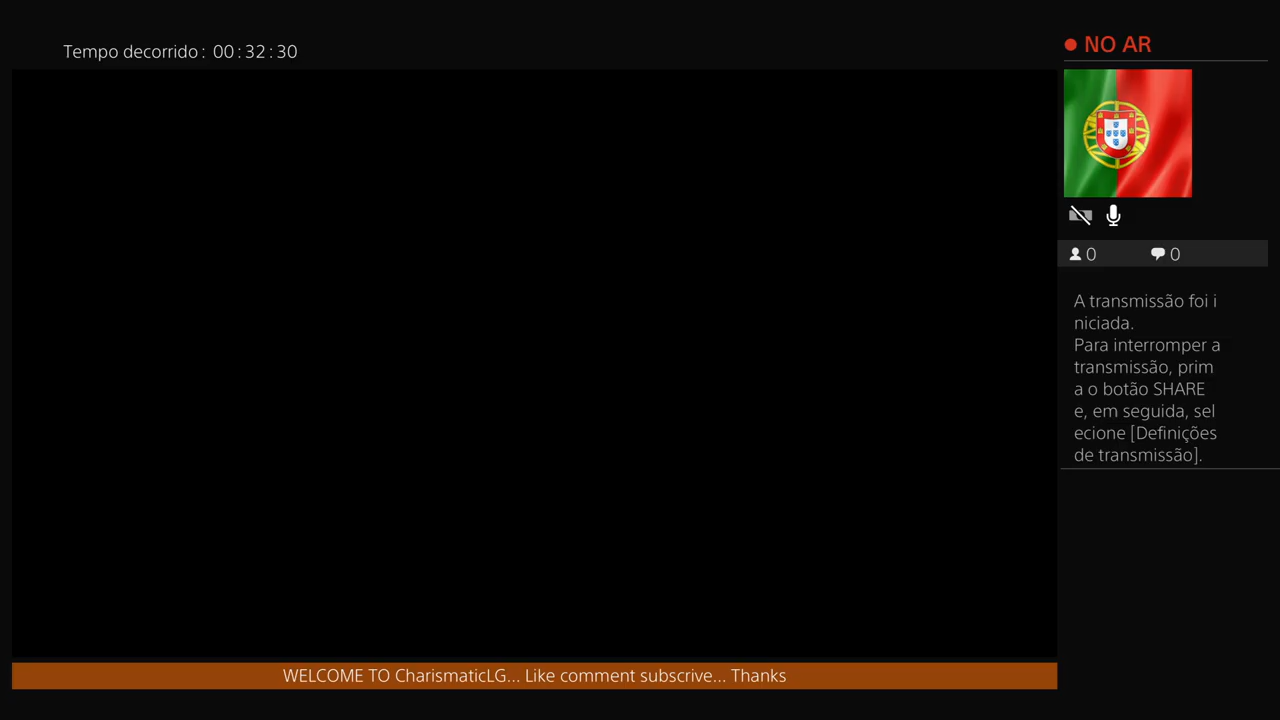 Tempo decorrido: 00:32:30
NO AR
0 0
A transmissão foi i
niciada.
Para interromper a
transmissão, prim
a o botão SHARE
e, em seguida, sel
ecione [Definições
de transmissão].
WELCOME TO CharismaticLG... Like comment subscrive... Thanks